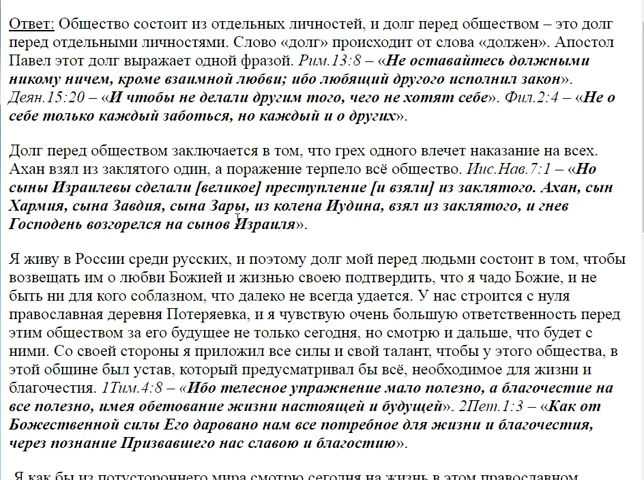 Ответ: Общество состоит из отдельных личностей, и долг перед обществом – это долг
перед отдельными личностями. Слово «долг» происходит от слова «должен». Апостол
Павел этот долг выражает одной фразой. Рим.13:8 – «Не оставайтесь должными
никому ничем, кроме взаимной любви; ибо любящий другого исполнил закон».
Деян.15:20 – «И чтобы не делали другим того, чего не хотят себе». Фил.2:4 – «Не о
себе только каждый заботься, но каждый и о других».
Долг перед обществом заключается в том, что грех одного влечет наказание на всех.
Ахан взял из заклятого один, а поражение терпело всё общество. Иис.Нав.7:1 – «Но
сыны Израилевы сделали [великое] преступление [и взяли] из заклятого. Ахан, сын
Хармия, сына Завдия, сына Зары, из колена Иудина, взял из заклятого, и гнев
Господень возгорелся на сынов Израиля».
Я живу в России среди русских, и поэтому долг мой перед людьми состоит в том, чтобы
возвещать им о любви Божией и жизнью своею подтвердить, что я чадо Божие, и не
быть ни для кого соблазном, что далеко не всегда удается. У нас строится с нуля
православная деревня Потеряевка, и я чувствую очень большую ответственность перед
этим обществом за его будущее не только сегодня, но смотрю и дальше, что будет с
ними. Со своей стороны я приложил все силы и свой талант, чтобы у этого общества, в
этой общине был устав, который предусматривал бы всё, необходимое для жизни и
благочестия. 1Тим.4:8 – «Ибо телесное упражнение мало полезно, а благочестие на
все полезно, имея обетование жизни настоящей и будущей». 2Пет.1:3 – «Как от
Божественной силы Его даровано нам все потребное для жизни и благочестия,
через познание Призвавшего нас славою и благостию».
Я как бы из потустороннего мира смотрю сегодня на жизнь в этом православном